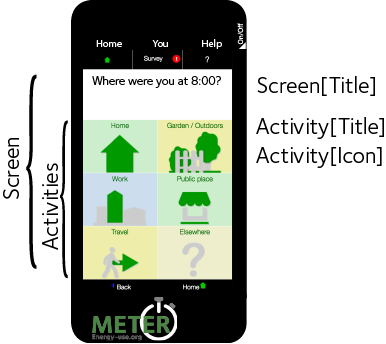 On/Off
Home You Help
Survey ! ?
Where were you at 8:00?
Home Garden / Outdoors
Work Public place
Travel Elsewhere
?
Back Home
METER
Energy-use.org
Screen
Activities
Screen[Title]
Activity[Title]
Activity[Icon]